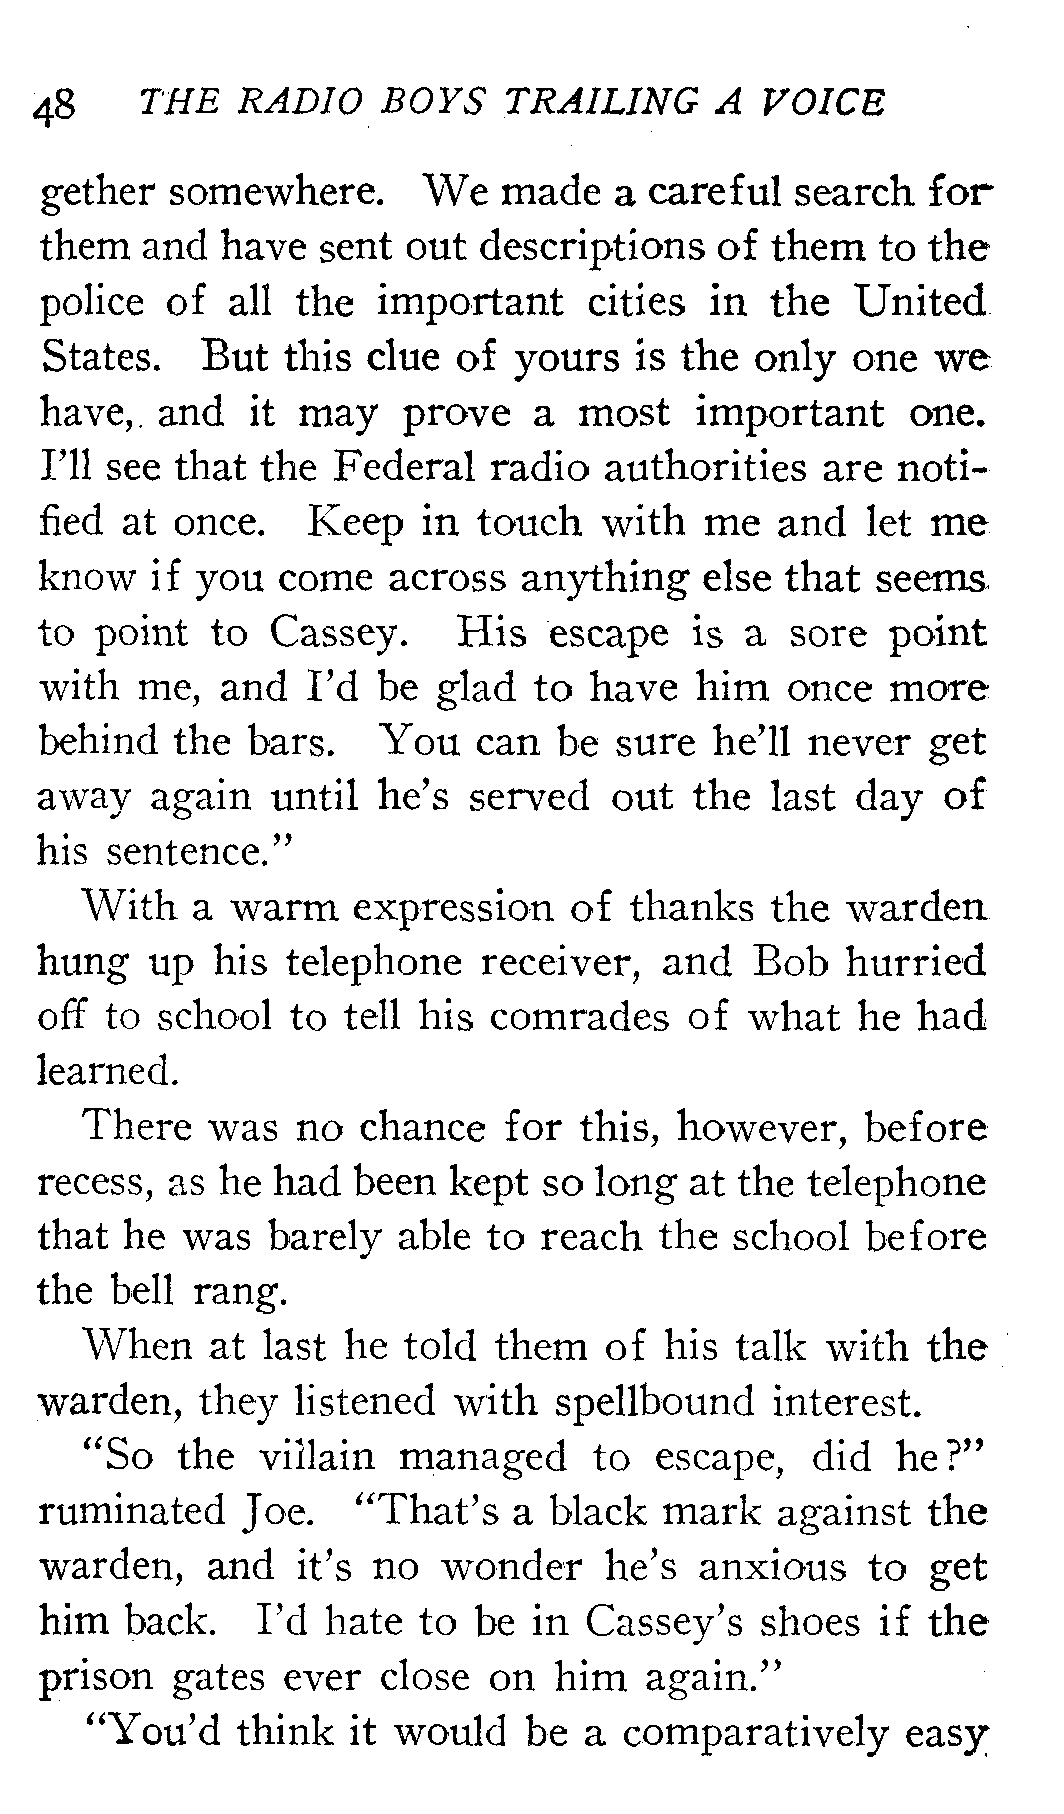 48 THE RADIO BOYS TRAILING A VOICE
gether somewhere. We made a careful search for
them and have sent out descriptions of them to the
police of all the important cities in the United
States. But this clue of yours is the only one we
have, and it may prove a most important one.
I'll see that the Federal radio authorities are noti-
fied at once. Keep in touch with me and let me
know if you come across anything else that seems
to point to Cassey. His escape is a sore point
with me, and I'd be glad to have him once more
behind the bars. You can be sure he'll never get
away again until he's served out the last day of
his sentence."
With a warm expression of thanks the warden
hung up his telephone receiver, and Bob hurried
off to school to tell his comrades of what he had
learned.
There was no chance for this, however, before
recess, as he had been kept so long at the telephone
that he was barely able to reach the school before
the bell rang.
When at last he told them of his talk with the
warden, they listened with spellbound interest.
"So the villain managed to escape, did he?"
ruminated Joe. "That's a black mark against the
warden, and it's no wonder he's anxious to get
him back. I'd hate to be in Cassey's shoes if the
prison gates ever close on him again."
"You'd think it would be a comparatively easy